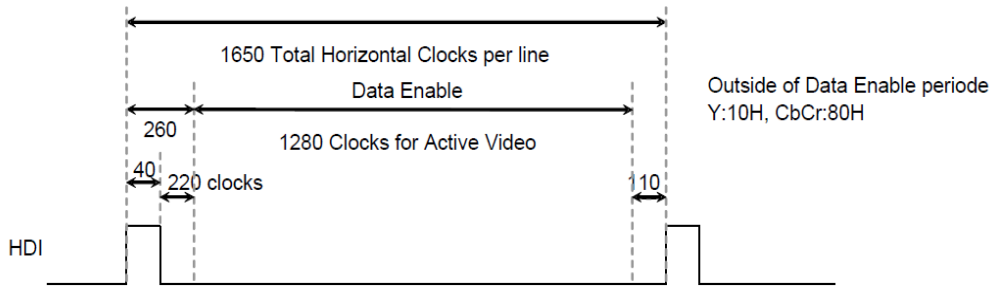 1650 Total Horizontal Clocks per line
Data Enable
Outside of Data Enable periode
Y:10H, CbCr:80H
260
1280 Clocks for Active Video
40
220 clocks
110
HDI